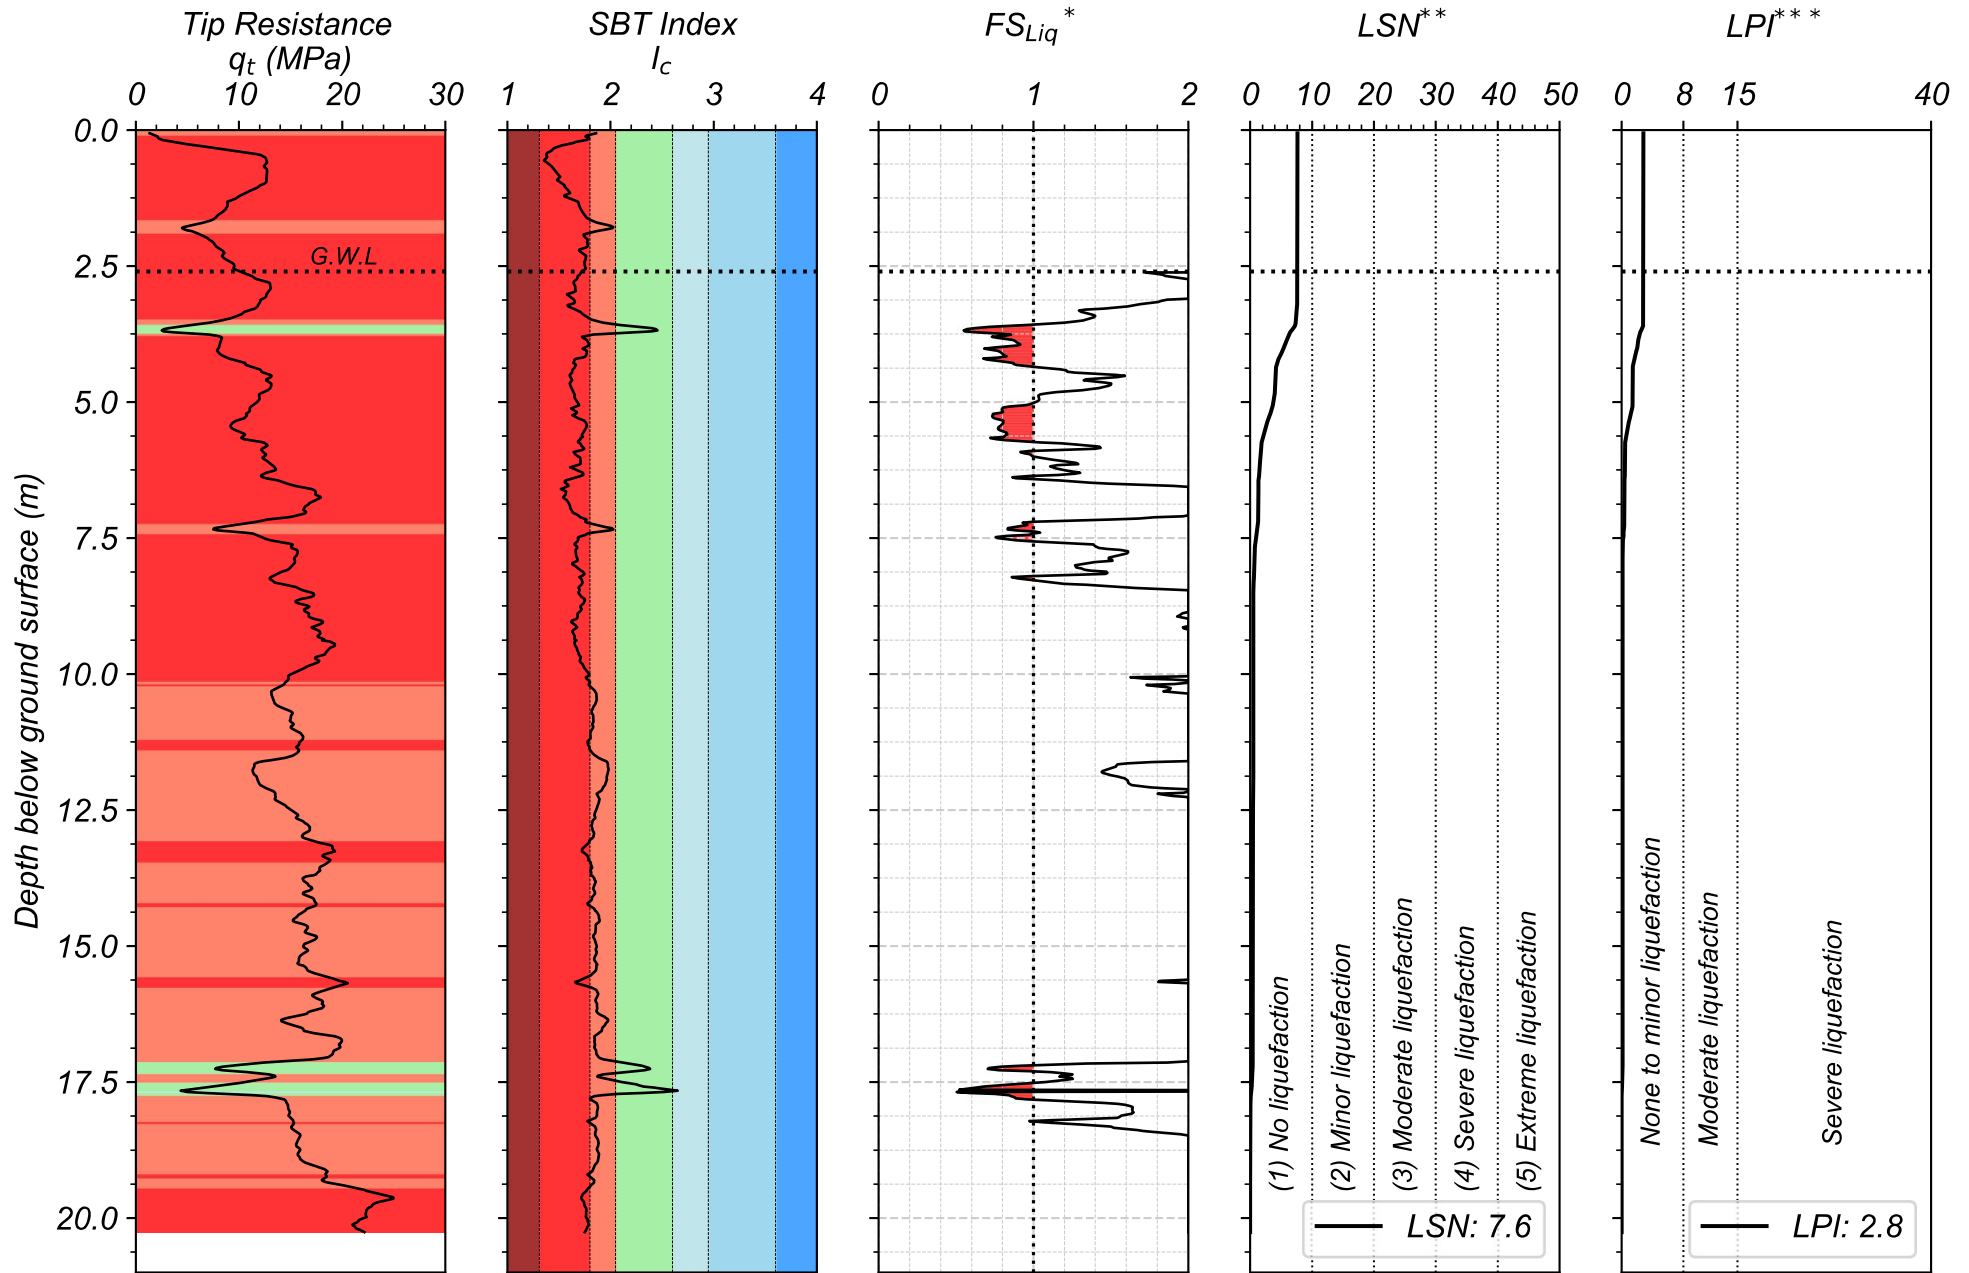 Tip Resistance
qt (MPa)
0 10 20 30
SBT Index
Ic
1 2 3 4
FSLiq*
0 1 2
LSN**
0 10 20 30 40 50
LPI***
0 8 15 40
Depth below ground surface (m)
0.0
2.5
5.0
7.5
10.0
12.5
15.0
17.5
20.0
G.W.L
(1) No liquefaction
(2) Minor liquefaction
(3) Moderate liquefaction
(4) Severe liquefaction
(5) Extreme liquefaction
LSN: 7.6
None to minor liquefaction
Moderate liquefaction
Severe liquefaction
LPI: 2.8